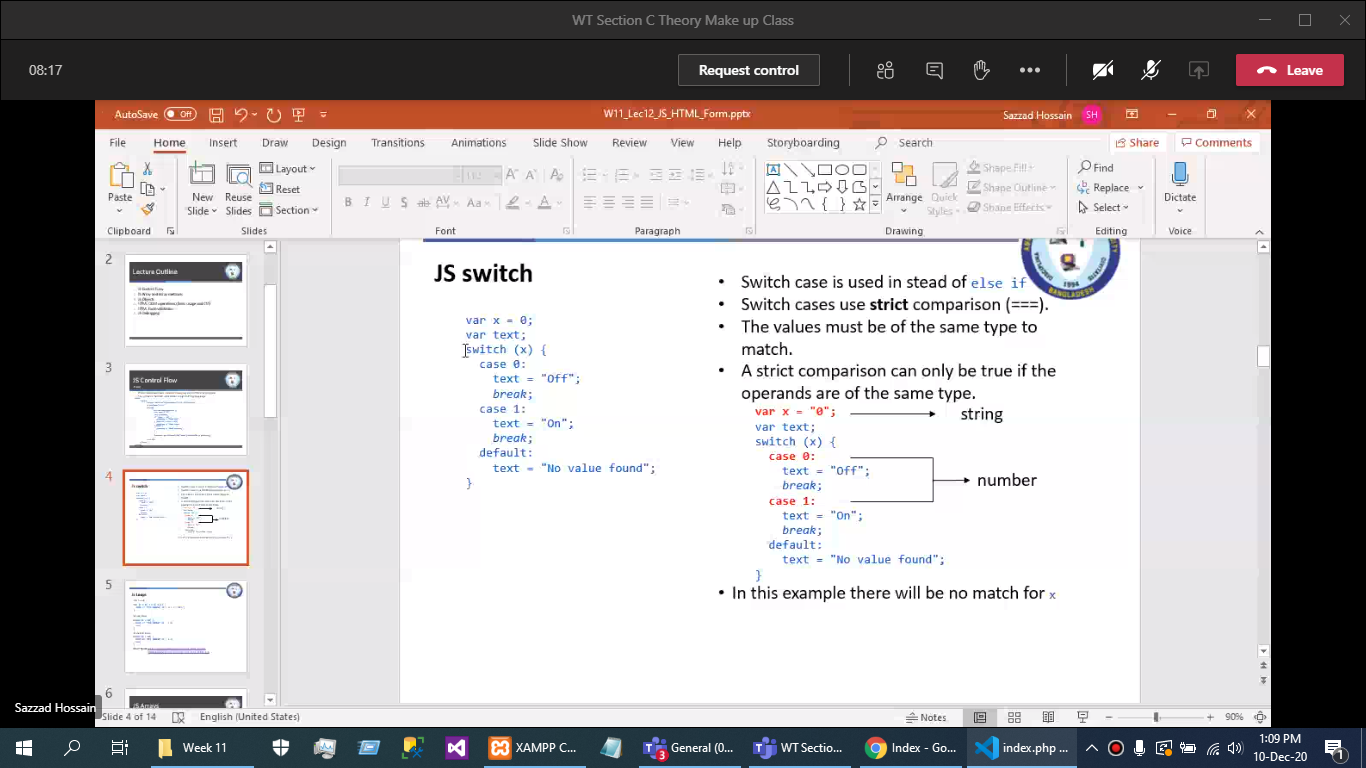 WT Section C Theory Make up Class
08:17
Request control
Leave
AutoSave Off
W11_Lec12_JS_HTML_Form.pptx
Sazzad Hossain SH
File Home Insert Draw Design Transitions Animations Slide Show Review View Help Storyboarding Search Share Comments
Paste
New Slide
Reuse Slides
Layout
Reset
Section
B I U S ab AV Aa A
Arrange
Quick Styles
Shape Fill
Shape Outline
Shape Effects
Find
Replace
Select
Dictate
Clipboard Slides Font Paragraph Drawing Editing Voice
2
Lecture Outline
3
JS Control Flow
4
JS switch
5
6
JS Arrays
JS switch
var x = 0;
var text;
switch (x) {
case 0:
text = "Off";
break;
case 1:
text = "On";
break;
default:
text = "No value found";
}
1994
BANGLADESH
• Switch case is used in stead of else if
• Switch cases use strict comparison (===).
• The values must be of the same type to
match.
• A strict comparison can only be true if the
operands are of the same type.
var x = "0"; string
var text;
switch (x) {
case 0:
text = "Off";
break;
number
case 1:
text = "On";
break;
default:
text = "No value found";
}
• In this example there will be no match for x
Sazzad Hossain
Slide 4 of 14 English (United States) Notes 90%
Week 11
XAMPP C...
General (0...
3
WT Sectio...
Index - Go...
index.php ...
1:09 PM
10-Dec-20
1